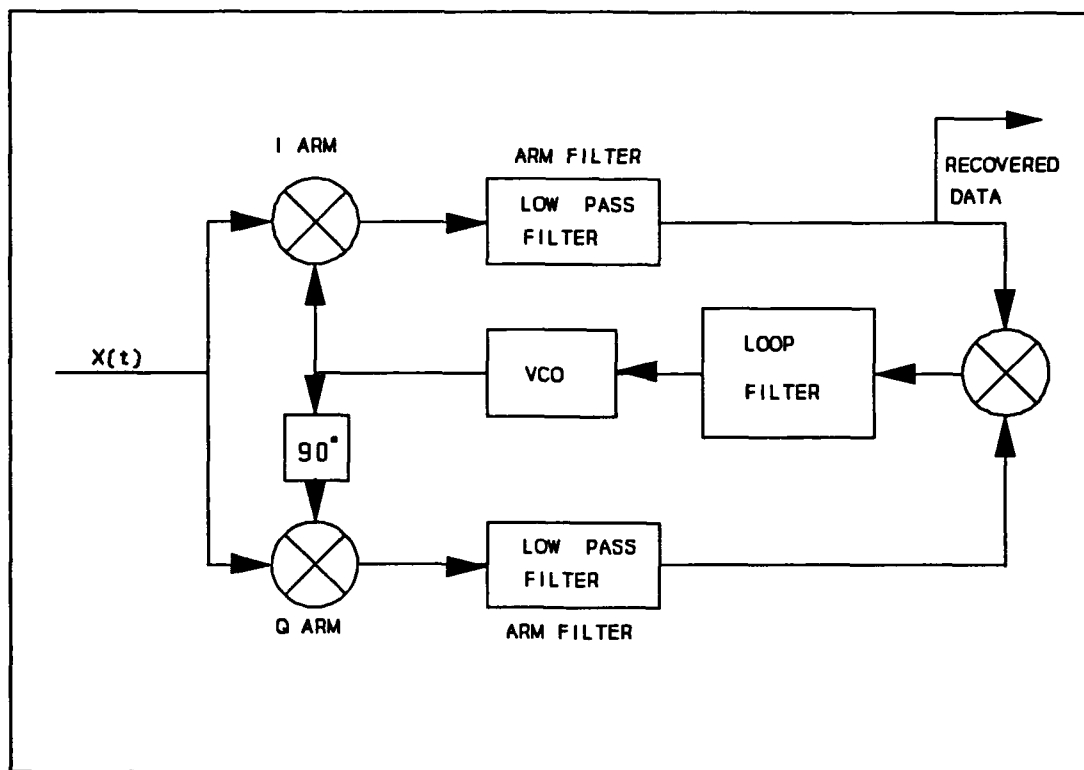 I ARM
ARM FILTER
LOW PASS
FILTER
RECOVERED
DATA
X(t)
VCO
LOOP
FILTER
90°
LOW PASS
FILTER
Q ARM
ARM FILTER